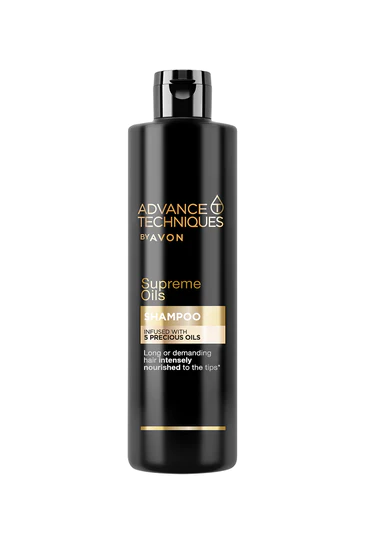 ADVANCE T
TECHNIQUES
BY AVON
Supreme
Oils
SHAMPOO
INFUSED WITH
5 PRECIOUS OILS
Long or demanding
hair intensely
nourished to the tips*